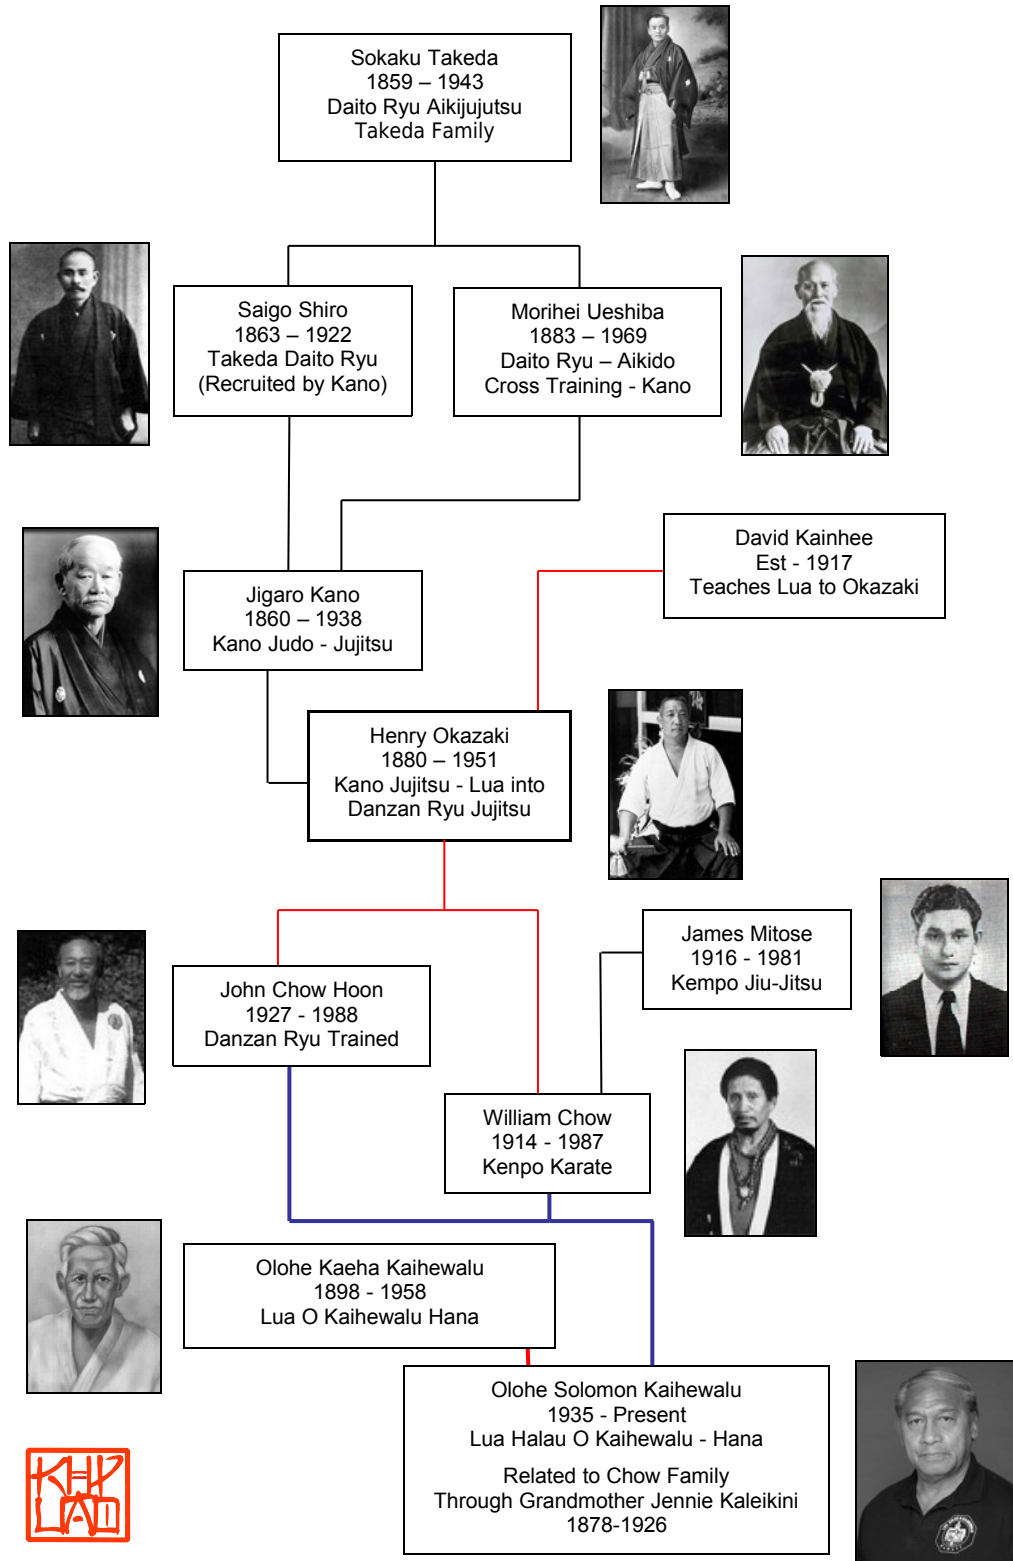 Sokaku Takeda
1859 – 1943
Daito Ryu Aikijujutsu
Takeda Family
Saigo Shiro
1863 – 1922
Takeda Daito Ryu
(Recruited by Kano)
Morihei Ueshiba
1883 – 1969
Daito Ryu – Aikido
Cross Training - Kano
David Kainhee
Est - 1917
Teaches Lua to Okazaki
Jigaro Kano
1860 – 1938
Kano Judo - Jujitsu
Henry Okazaki
1880 – 1951
Kano Jujitsu - Lua into
Danzan Ryu Jujitsu
James Mitose
1916 - 1981
Kempo Jiu-Jitsu
John Chow Hoon
1927 - 1988
Danzan Ryu Trained
William Chow
1914 - 1987
Kenpo Karate
Olohe Kaeha Kaihewalu
1898 - 1958
Lua O Kaihewalu Hana
Olohe Solomon Kaihewalu
1935 - Present
Lua Halau O Kaihewalu - Hana
Related to Chow Family
Through Grandmother Jennie Kaleikini
1878-1926